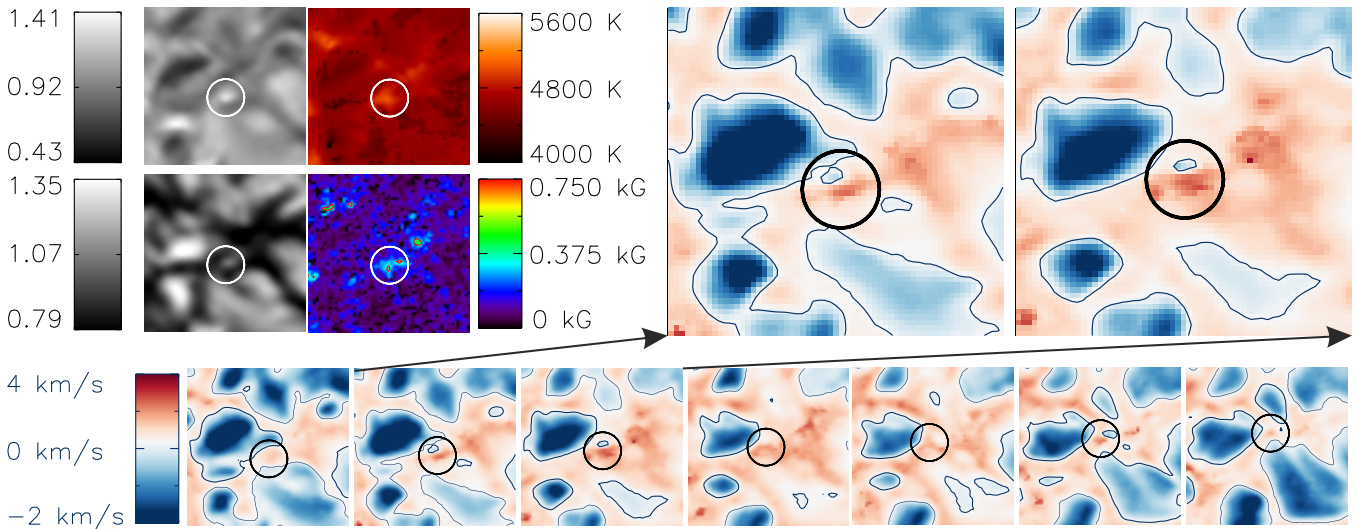 1.41
0.92
0.43
5600 K
4800 K
4000 K
1.35
1.07
0.79
0.750 kG
0.375 kG
0 kG
4 km/s
0 km/s
−2 km/s